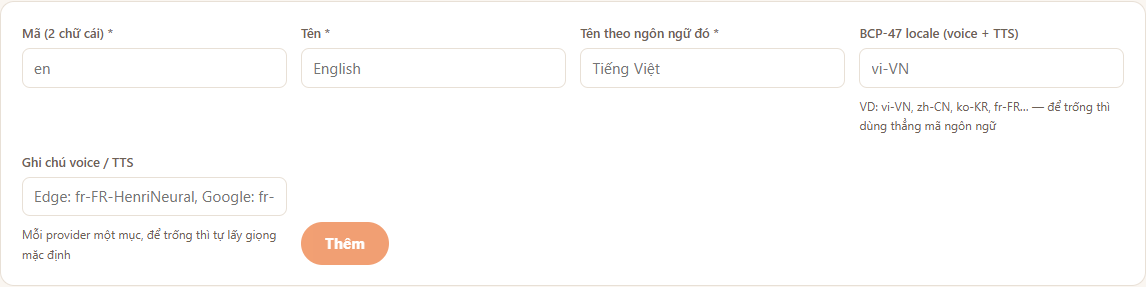 Mã (2 chữ cái) *
Tên *
Tên theo ngôn ngữ đó *
BCP-47 locale (voice + TTS)
en
English
Tiếng Việt
vi-VN
VD: vi-VN, zh-CN, ko-KR, fr-FR... — để trống thì
dùng thẳng mã ngôn ngữ
Ghi chú voice / TTS
Edge: fr-FR-HenriNeural, Google: fr-
Mỗi provider một mục, để trống thì tự lấy giọng
mặc định
Thêm